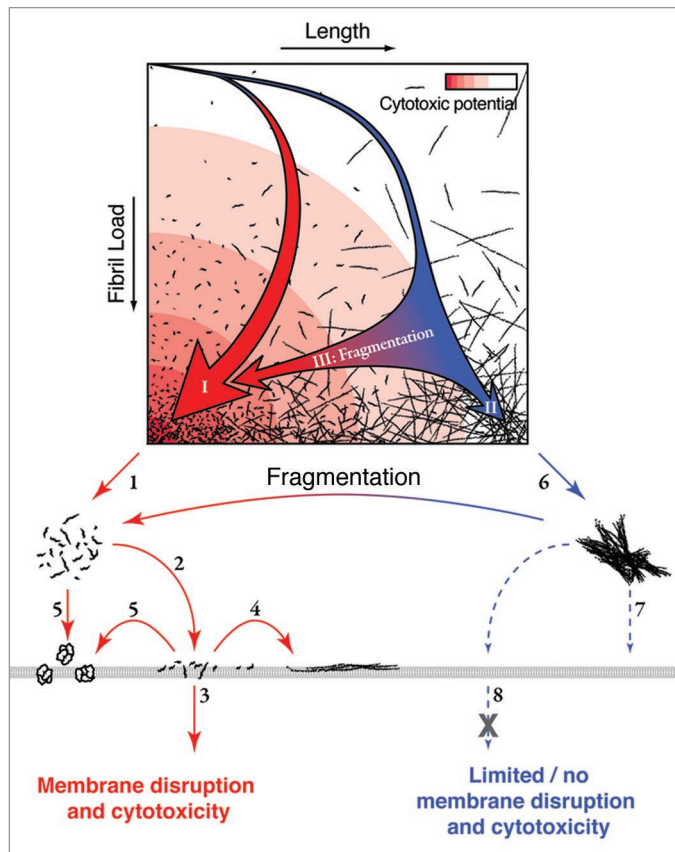 Length
Cytotoxic potential
Fibril Load
III: Fragmentation
I
II
1
Fragmentation
6
2
5
5
4
7
3
8
X
Membrane disruption
and cytotoxicity
Limited / no
membrane disruption
and cytotoxicity